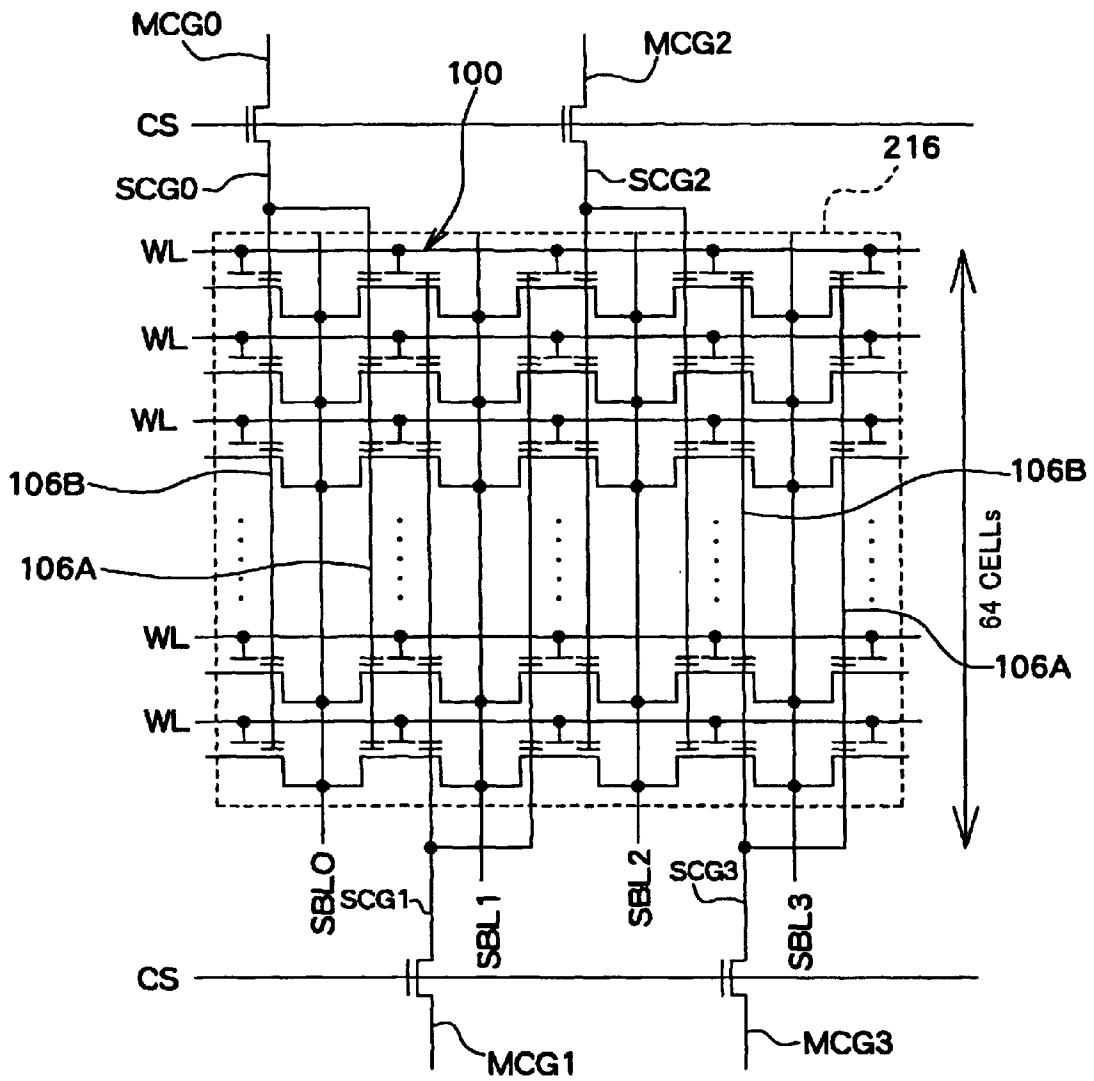 MCG0
MCG2
100
CS
216
SCG0
SCG2
WL
WL
WL
106B
106B
106A
64 CELLs
WL
106A
WL
SBL0
SCG1
SBL1
SBL2
SCG3
SBL3
CS
MCG1
MCG3